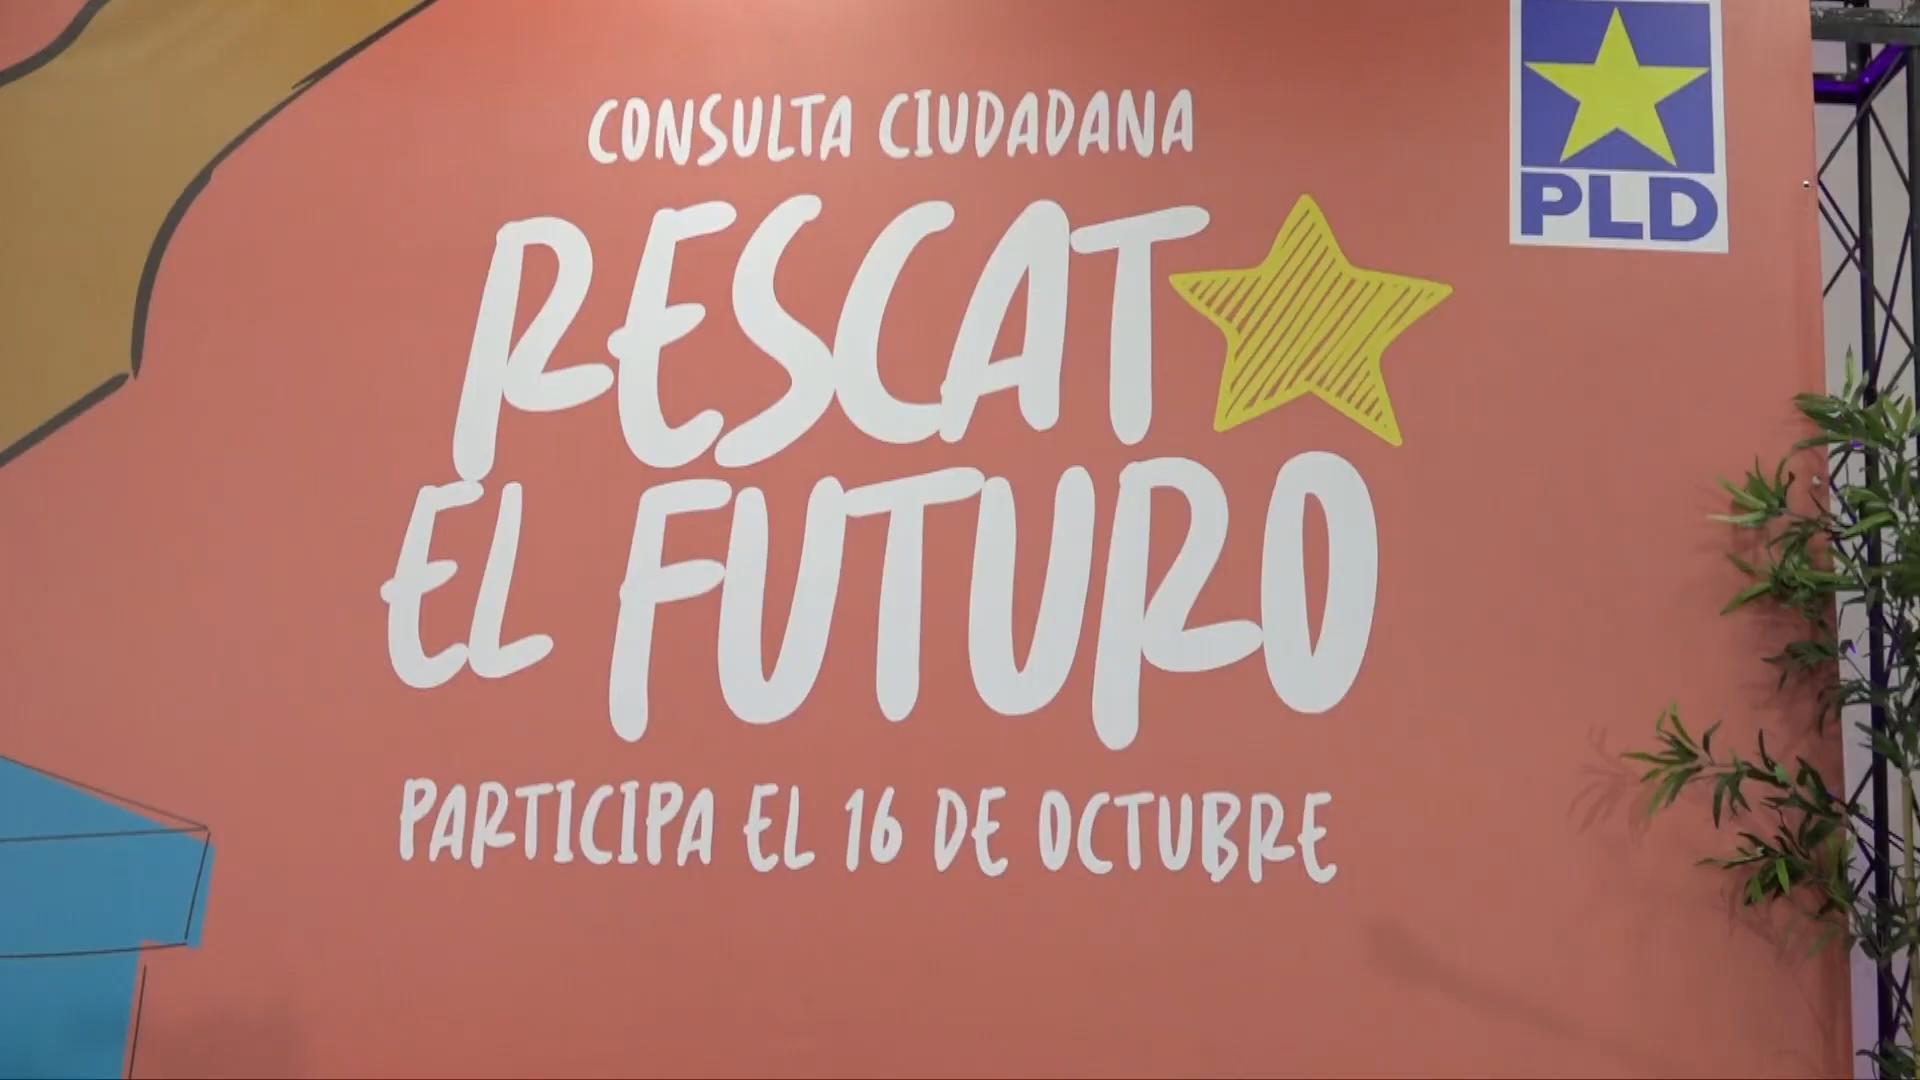 CONSULTA CIUDADANA
RESCAT★
EL FUTURO
PARTICIPA EL 16 DE OCTUBRE
PLD